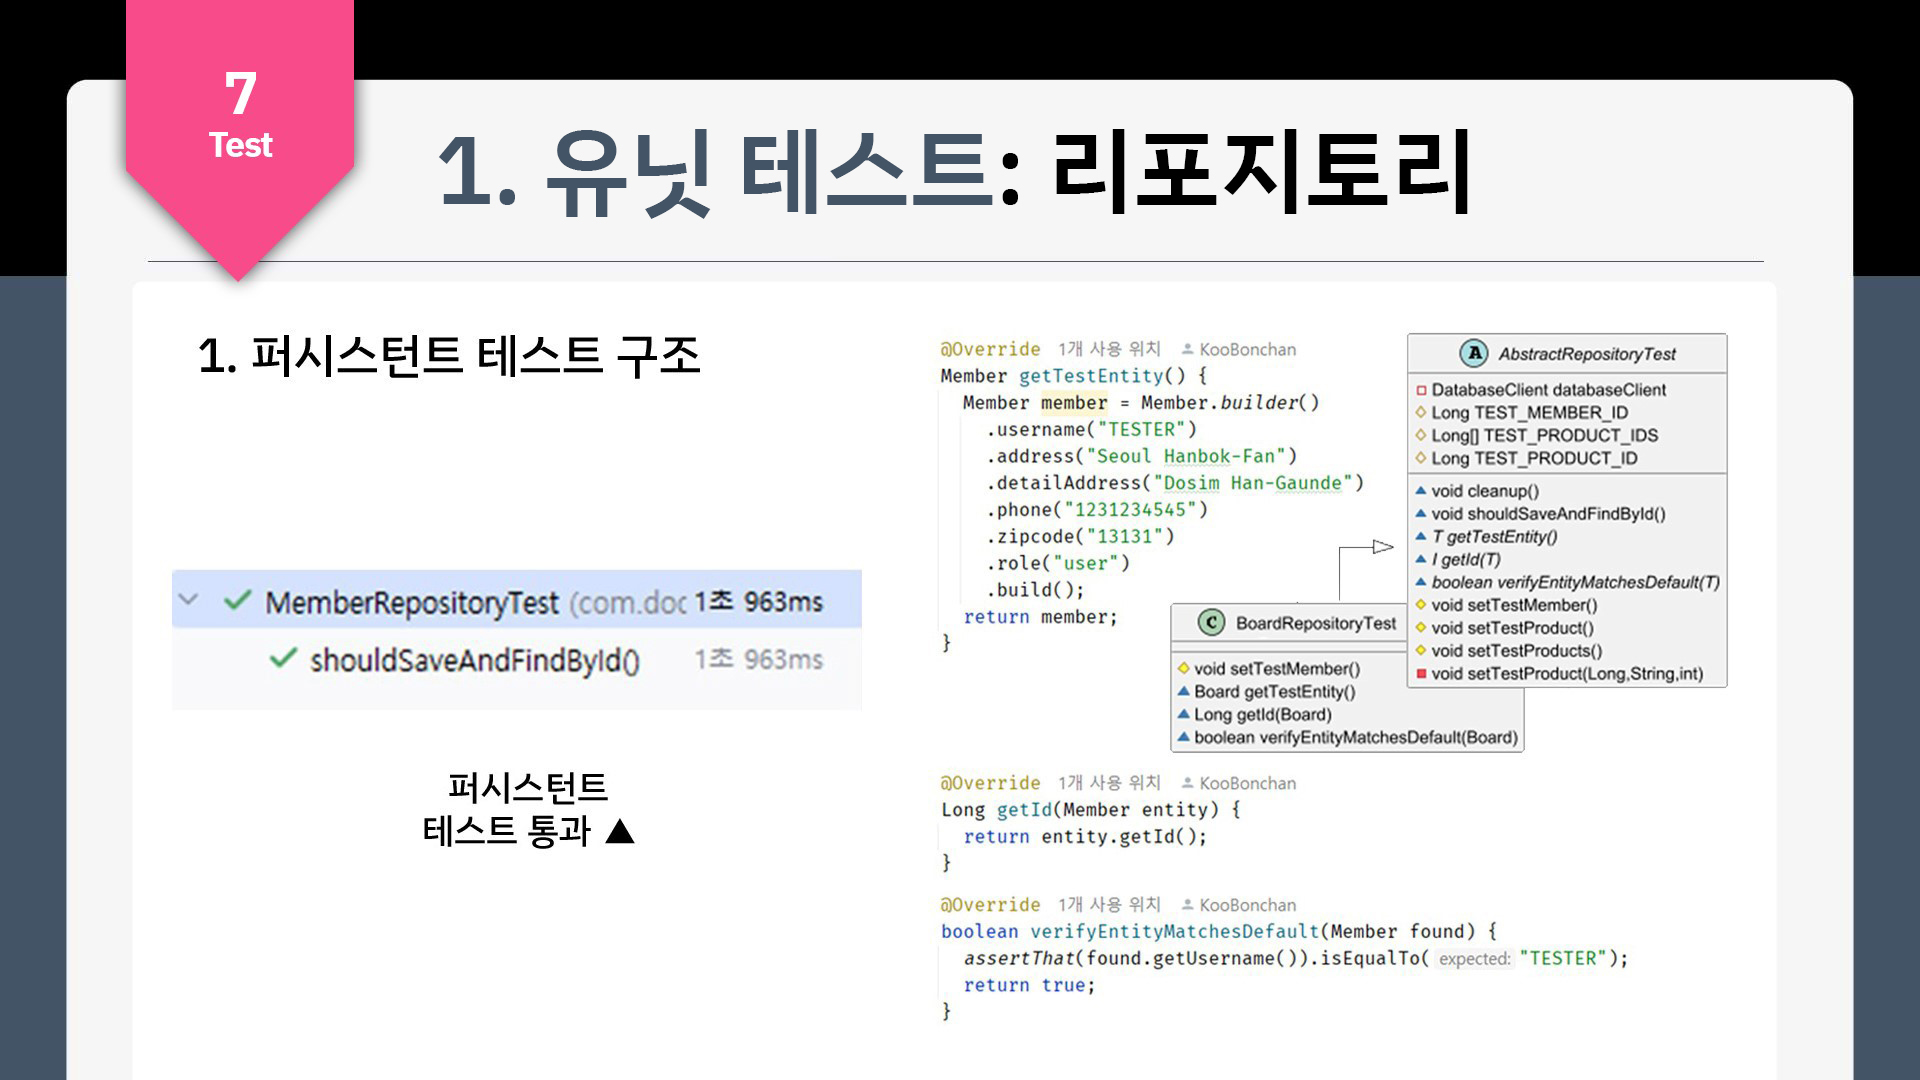 7
Test
1. 유닛 테스트: 리포지토리
1. 퍼시스턴트 테스트 구조
MemberRepositoryTest (com.doc 1초 963ms
shouldSaveAndFindById() 1초 963ms
퍼시스턴트
테스트 통과 ▲
@Override 1개 사용 위치 KooBonchan
Member getTestEntity() {
Member member = Member.builder()
.username("TESTER")
.address("Seoul Hanbok-Fan")
.detailAddress("Dosim Han-Gaunde")
.phone("1231234545")
.zipcode("13131")
.role("user")
.build();
return member;
}
A AbstractRepositoryTest
DatabaseClient databaseClient
Long TEST_MEMBER_ID
Long[] TEST_PRODUCT_IDS
Long TEST_PRODUCT_ID
void cleanup()
void shouldSaveAndFindById()
T getTestEntity()
I getId(T)
boolean verifyEntityMatchesDefault(T)
void setTestMember()
void setTestProduct()
void setTestProducts()
void setTestProduct(Long,String,int)
C BoardRepositoryTest
void setTestMember()
Board getTestEntity()
Long getId(Board)
boolean verifyEntityMatchesDefault(Board)
@Override 1개 사용 위치 KooBonchan
Long getId(Member entity) {
return entity.getId();
}
@Override 1개 사용 위치 KooBonchan
boolean verifyEntityMatchesDefault(Member found) {
assertThat(found.getUsername()).isEqualTo( expected: "TESTER");
return true;
}